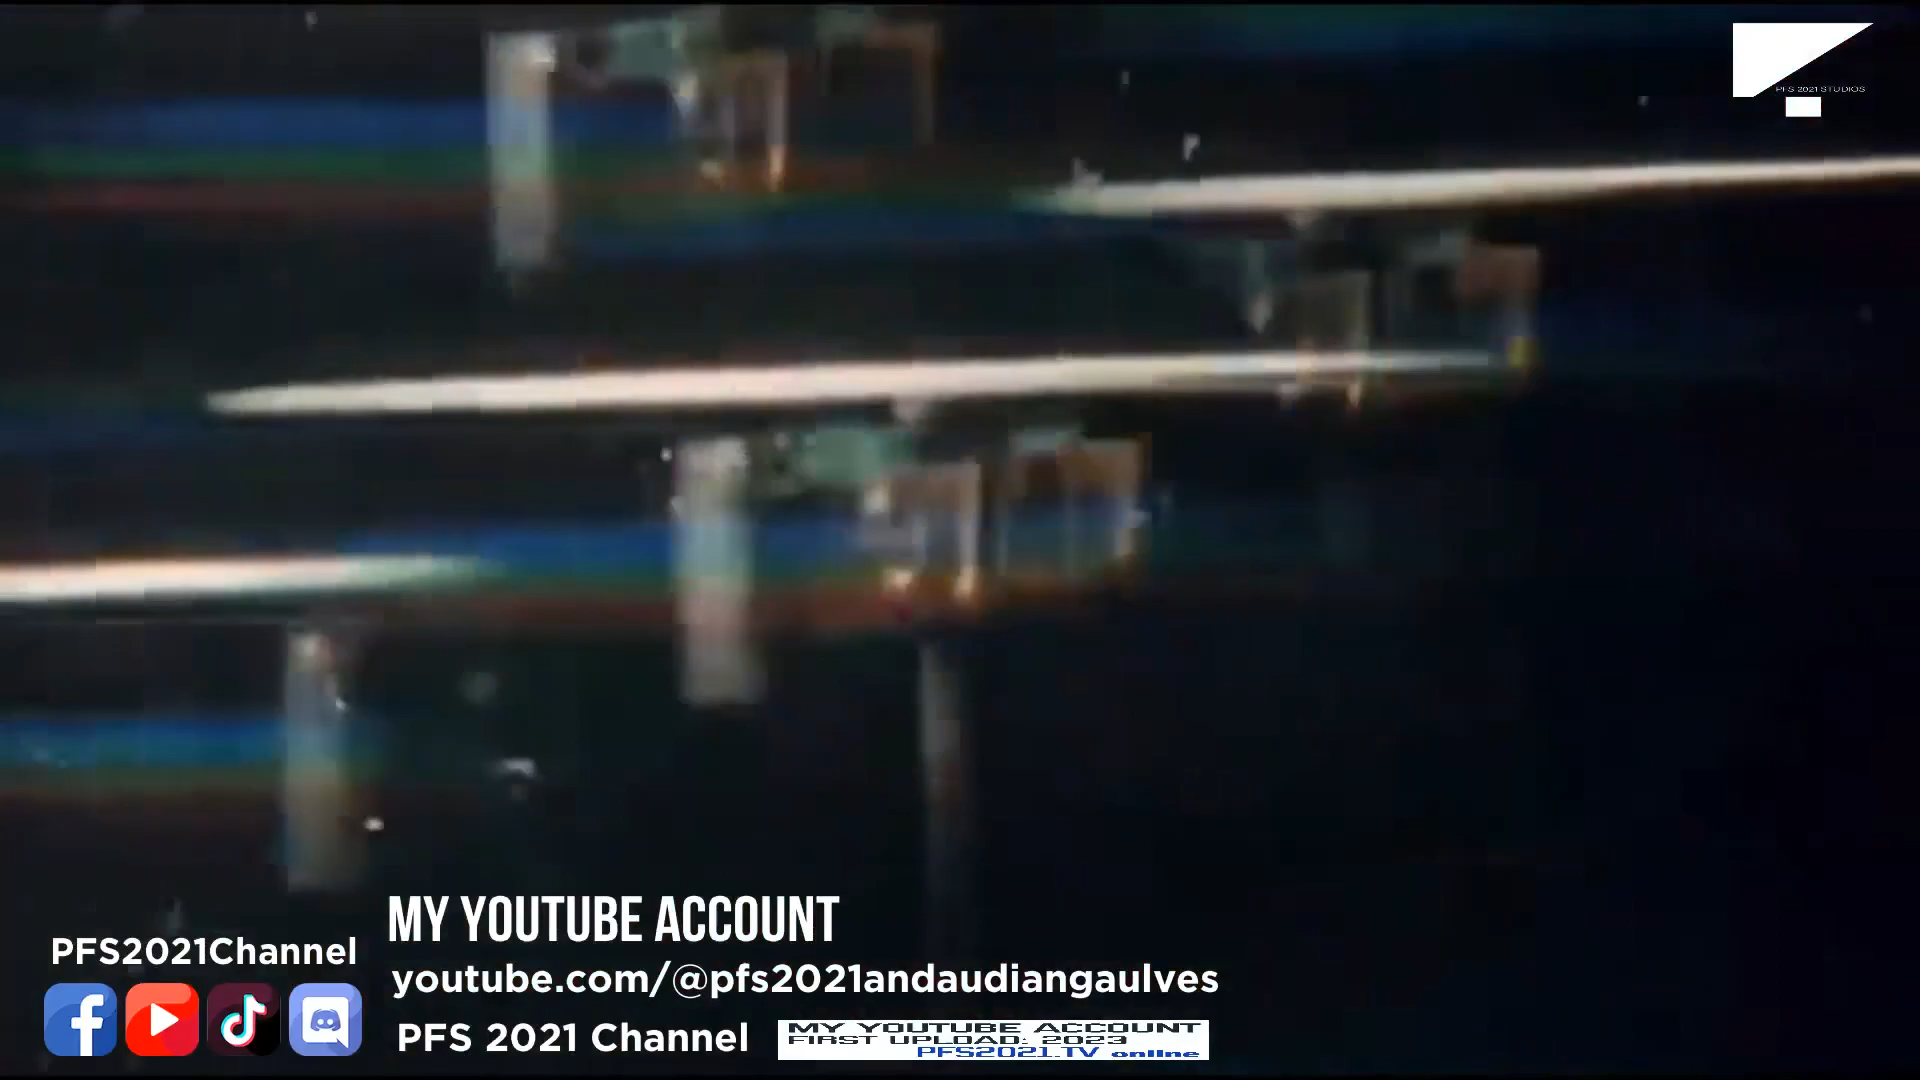 PFS 2021 STUDIOS
MY YOUTUBE ACCOUNT
PFS2021Channel
youtube.com/@pfs2021andaudiangaulves
PFS 2021 Channel
MY YOUTUBE ACCOUNT
FIRST UPLOAD: 2023
PFS2021.TV online